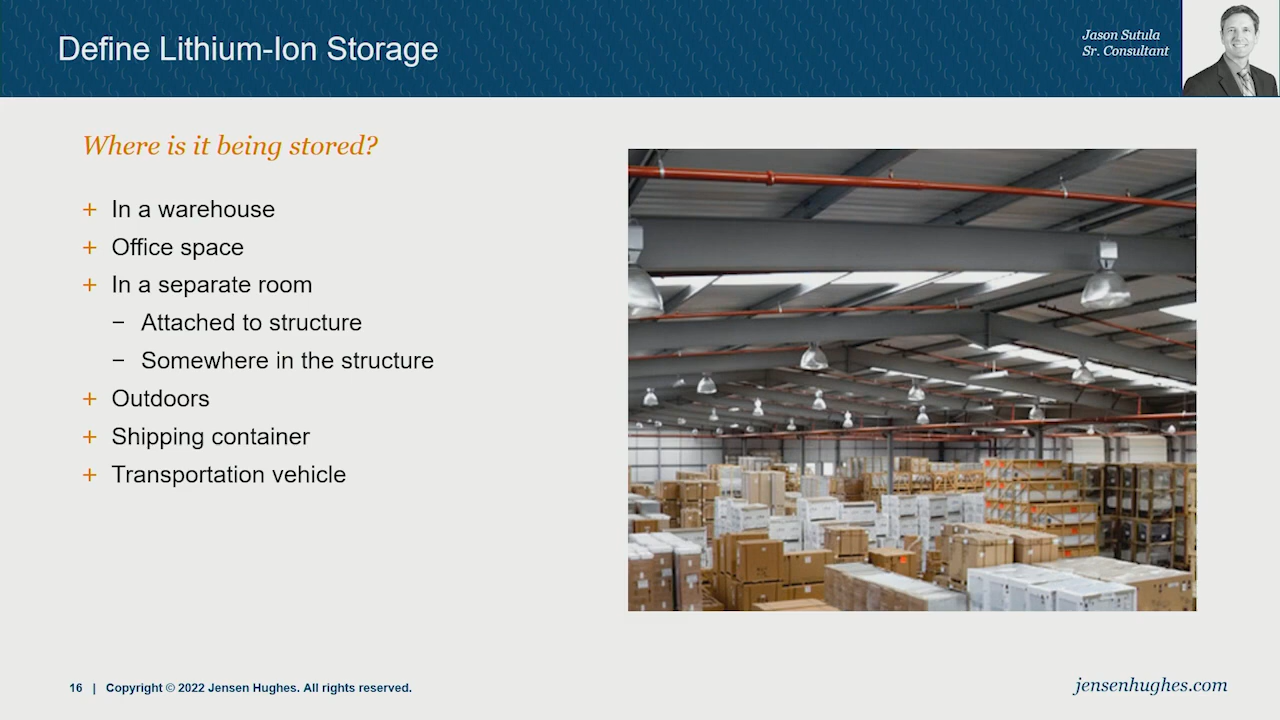 Define Lithium-Ion Storage
Jason Sutula
Sr. Consultant
Where is it being stored?
+ In a warehouse
+ Office space
+ In a separate room
− Attached to structure
− Somewhere in the structure
+ Outdoors
+ Shipping container
+ Transportation vehicle
16 | Copyright © 2022 Jensen Hughes. All rights reserved.
jensenhughes.com